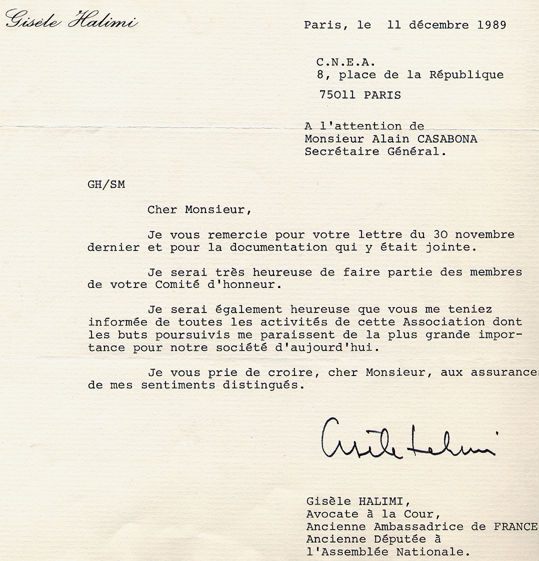 Gisèle Halimi
Paris, le 11 décembre 1989
C.N.E.A.
8, place de la République
75011 PARIS
A l'attention de
Monsieur Alain CASABONA
Secrétaire Général.
GH/SM
Cher Monsieur,
Je vous remercie pour votre lettre du 30 novembre
dernier et pour la documentation qui y était jointe.
Je serai très heureuse de faire partie des membres
de votre Comité d'honneur.
Je serai également heureuse que vous me teniez
informée de toutes les activités de cette Association dont
les buts poursuivis me paraissent de la plus grande impor-
tance pour notre société d'aujourd'hui.
Je vous prie de croire, cher Monsieur, aux assurance
de mes sentiments distingués.
Gisèle Halimi
Gisèle HALIMI,
Avocate à la Cour,
Ancienne Ambassadrice de FRANCE
Ancienne Députée à
l'Assemblée Nationale.